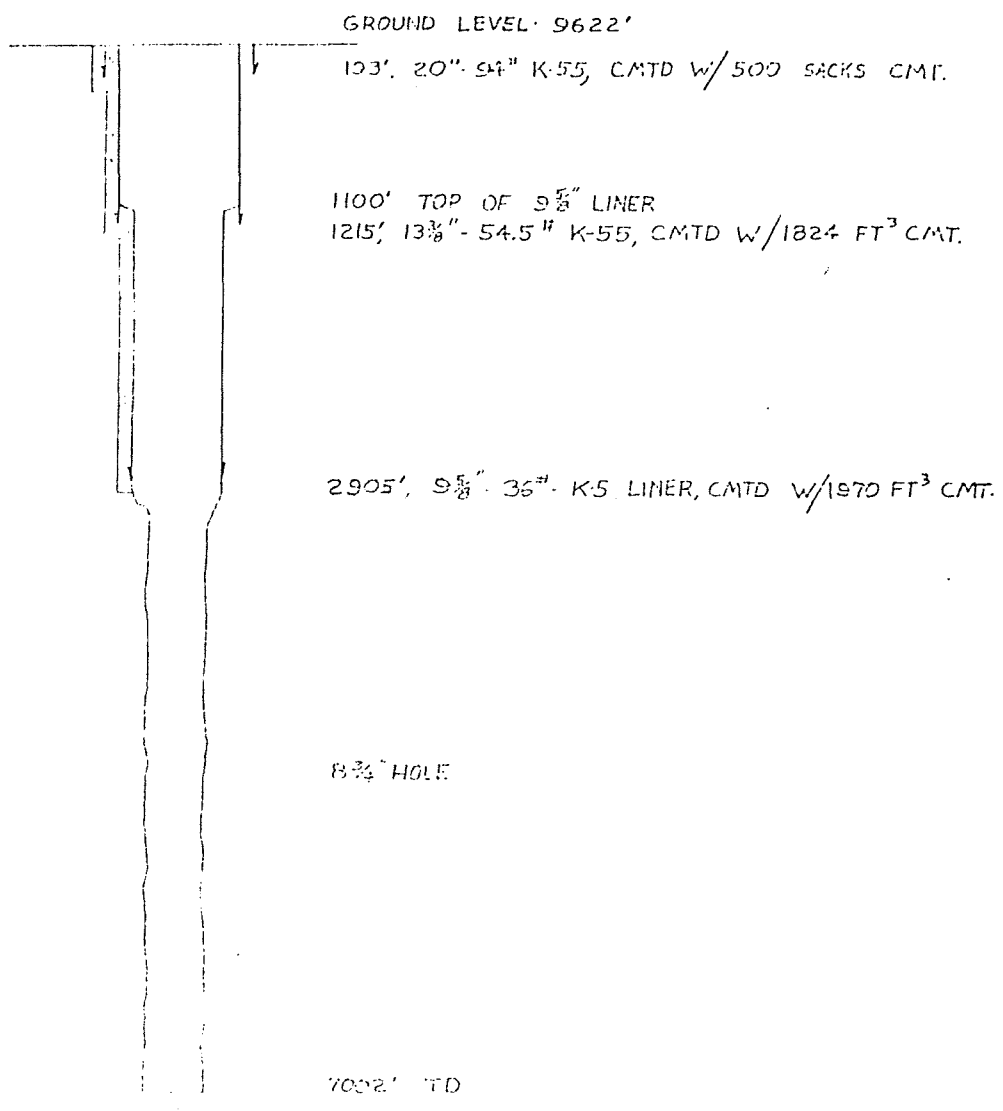 GROUND LEVEL· 9622'
20"- 94# K-55, CMTD W/500 SACKS CMT.
1100' TOP OF 9 5/8" LINER
1215', 13 3/8"- 54.5# K-55, CMTD W/1824 FT³ CMT.
2905', 9 5/8"- 36#- K-5 LINER, CMTD W/1970 FT³ CMT.
8 3/4" HOLE
TD